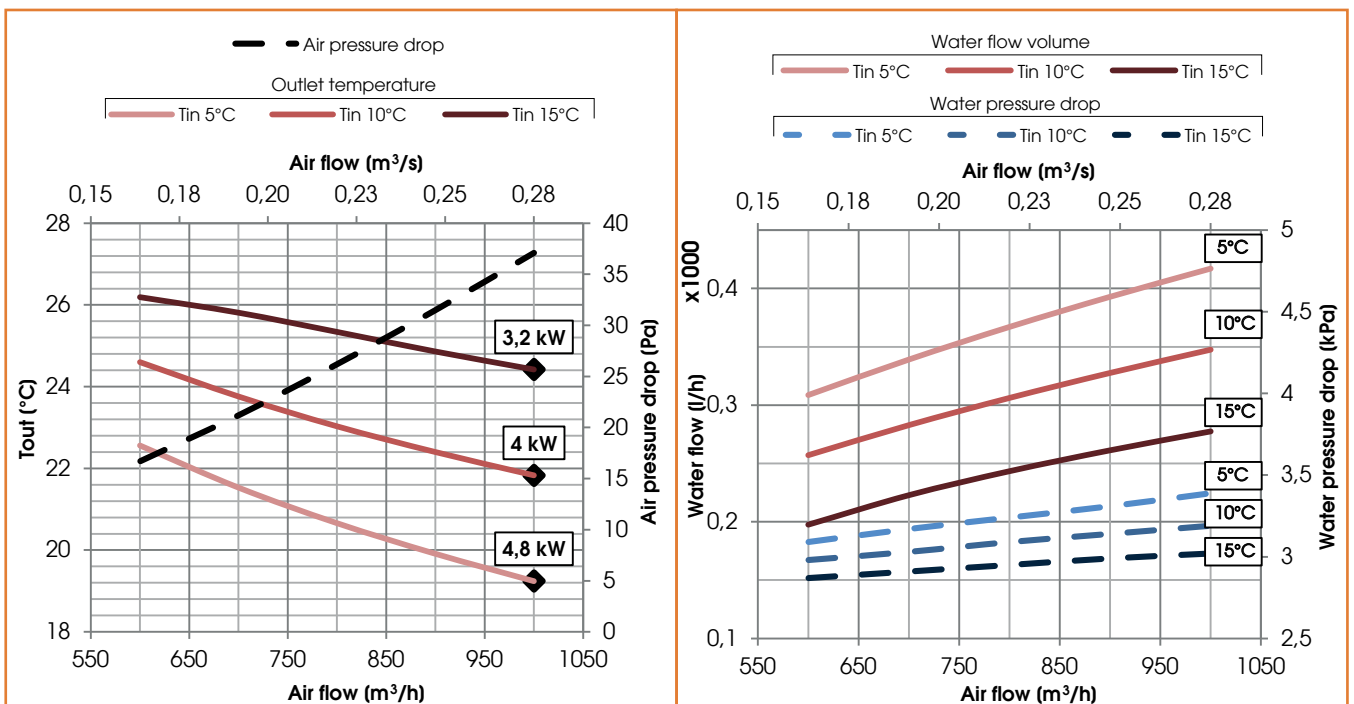 Air pressure drop
Outlet temperature
Tin 5°C Tin 10°C Tin 15°C
Air flow (m³/s)
0,15 0,18 0,20 0,23 0,25 0,28
28
26
24
22
20
18
Tout (°C)
40
35
30
25
20
15
10
5
0
Air pressure drop (Pa)
3,2 kW
4 kW
4,8 kW
550 650 750 850 950 1050
Air flow (m³/h)
Water flow volume
Tin 5°C Tin 10°C Tin 15°C
Water pressure drop
Tin 5°C Tin 10°C Tin 15°C
Air flow (m³/s)
0,15 0,18 0,20 0,23 0,25 0,28
x1000
0,4
0,3
0,2
0,1
Water flow (l/h)
5
4,5
4
3,5
3
2,5
Water pressure drop (kPa)
5°C
10°C
15°C
5°C
10°C
15°C
550 650 750 850 950 1050
Air flow (m³/h)